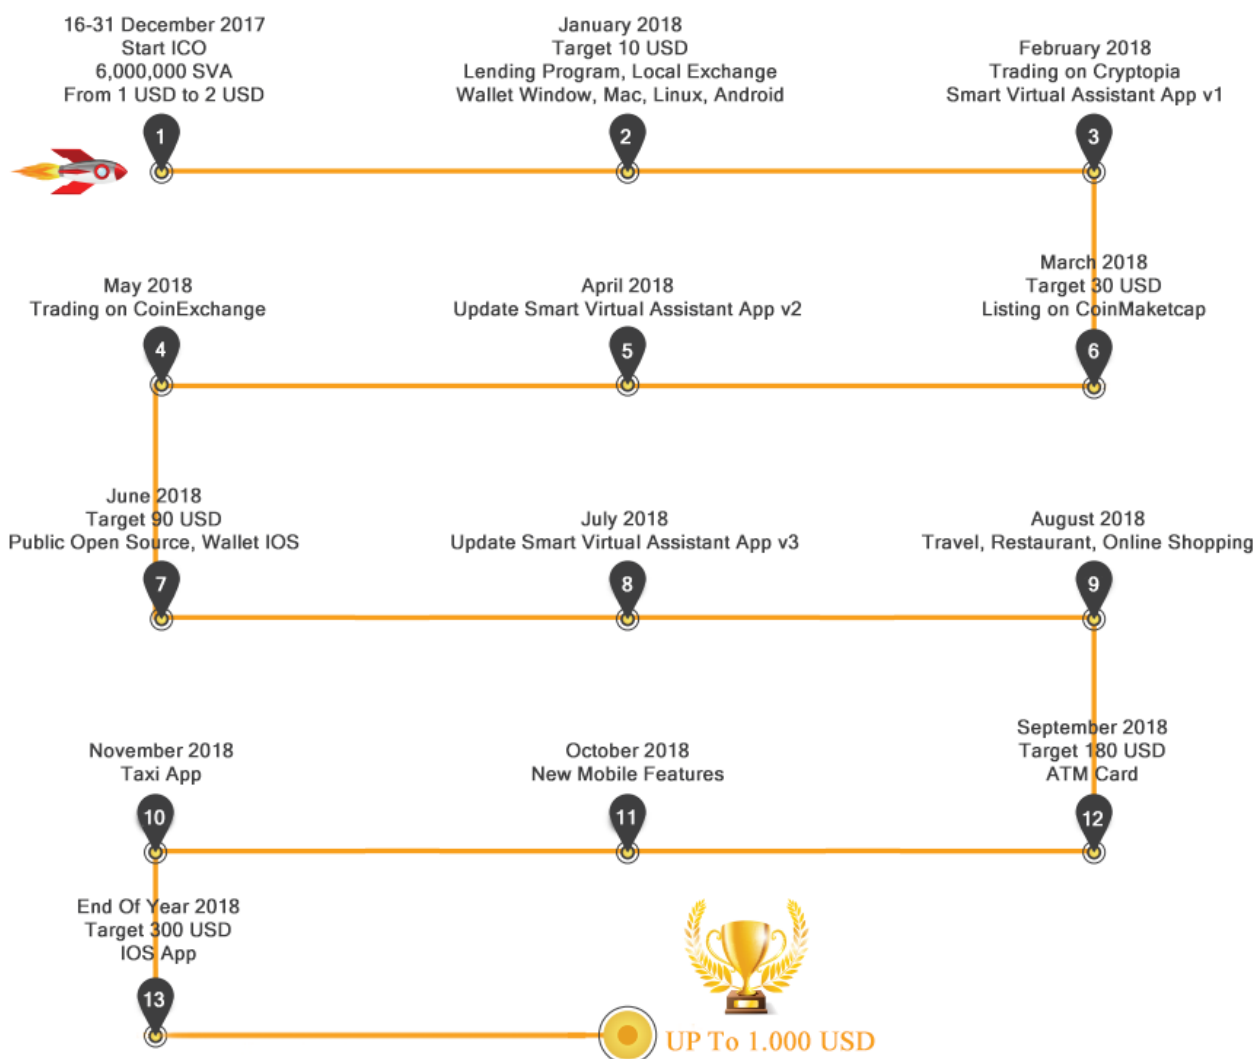 16-31 December 2017
Start ICO
6,000,000 SVA
From 1 USD to 2 USD
1
January 2018
Target 10 USD
Lending Program, Local Exchange
Wallet Window, Mac, Linux, Android
2
February 2018
Trading on Cryptopia
Smart Virtual Assistant App v1
3
May 2018
Trading on CoinExchange
4
April 2018
Update Smart Virtual Assistant App v2
5
March 2018
Target 30 USD
Listing on CoinMaketcap
6
June 2018
Target 90 USD
Public Open Source, Wallet IOS
7
July 2018
Update Smart Virtual Assistant App v3
8
August 2018
Travel, Restaurant, Online Shopping
9
November 2018
Taxi App
10
October 2018
New Mobile Features
11
September 2018
Target 180 USD
ATM Card
12
End Of Year 2018
Target 300 USD
IOS App
13
UP To 1.000 USD